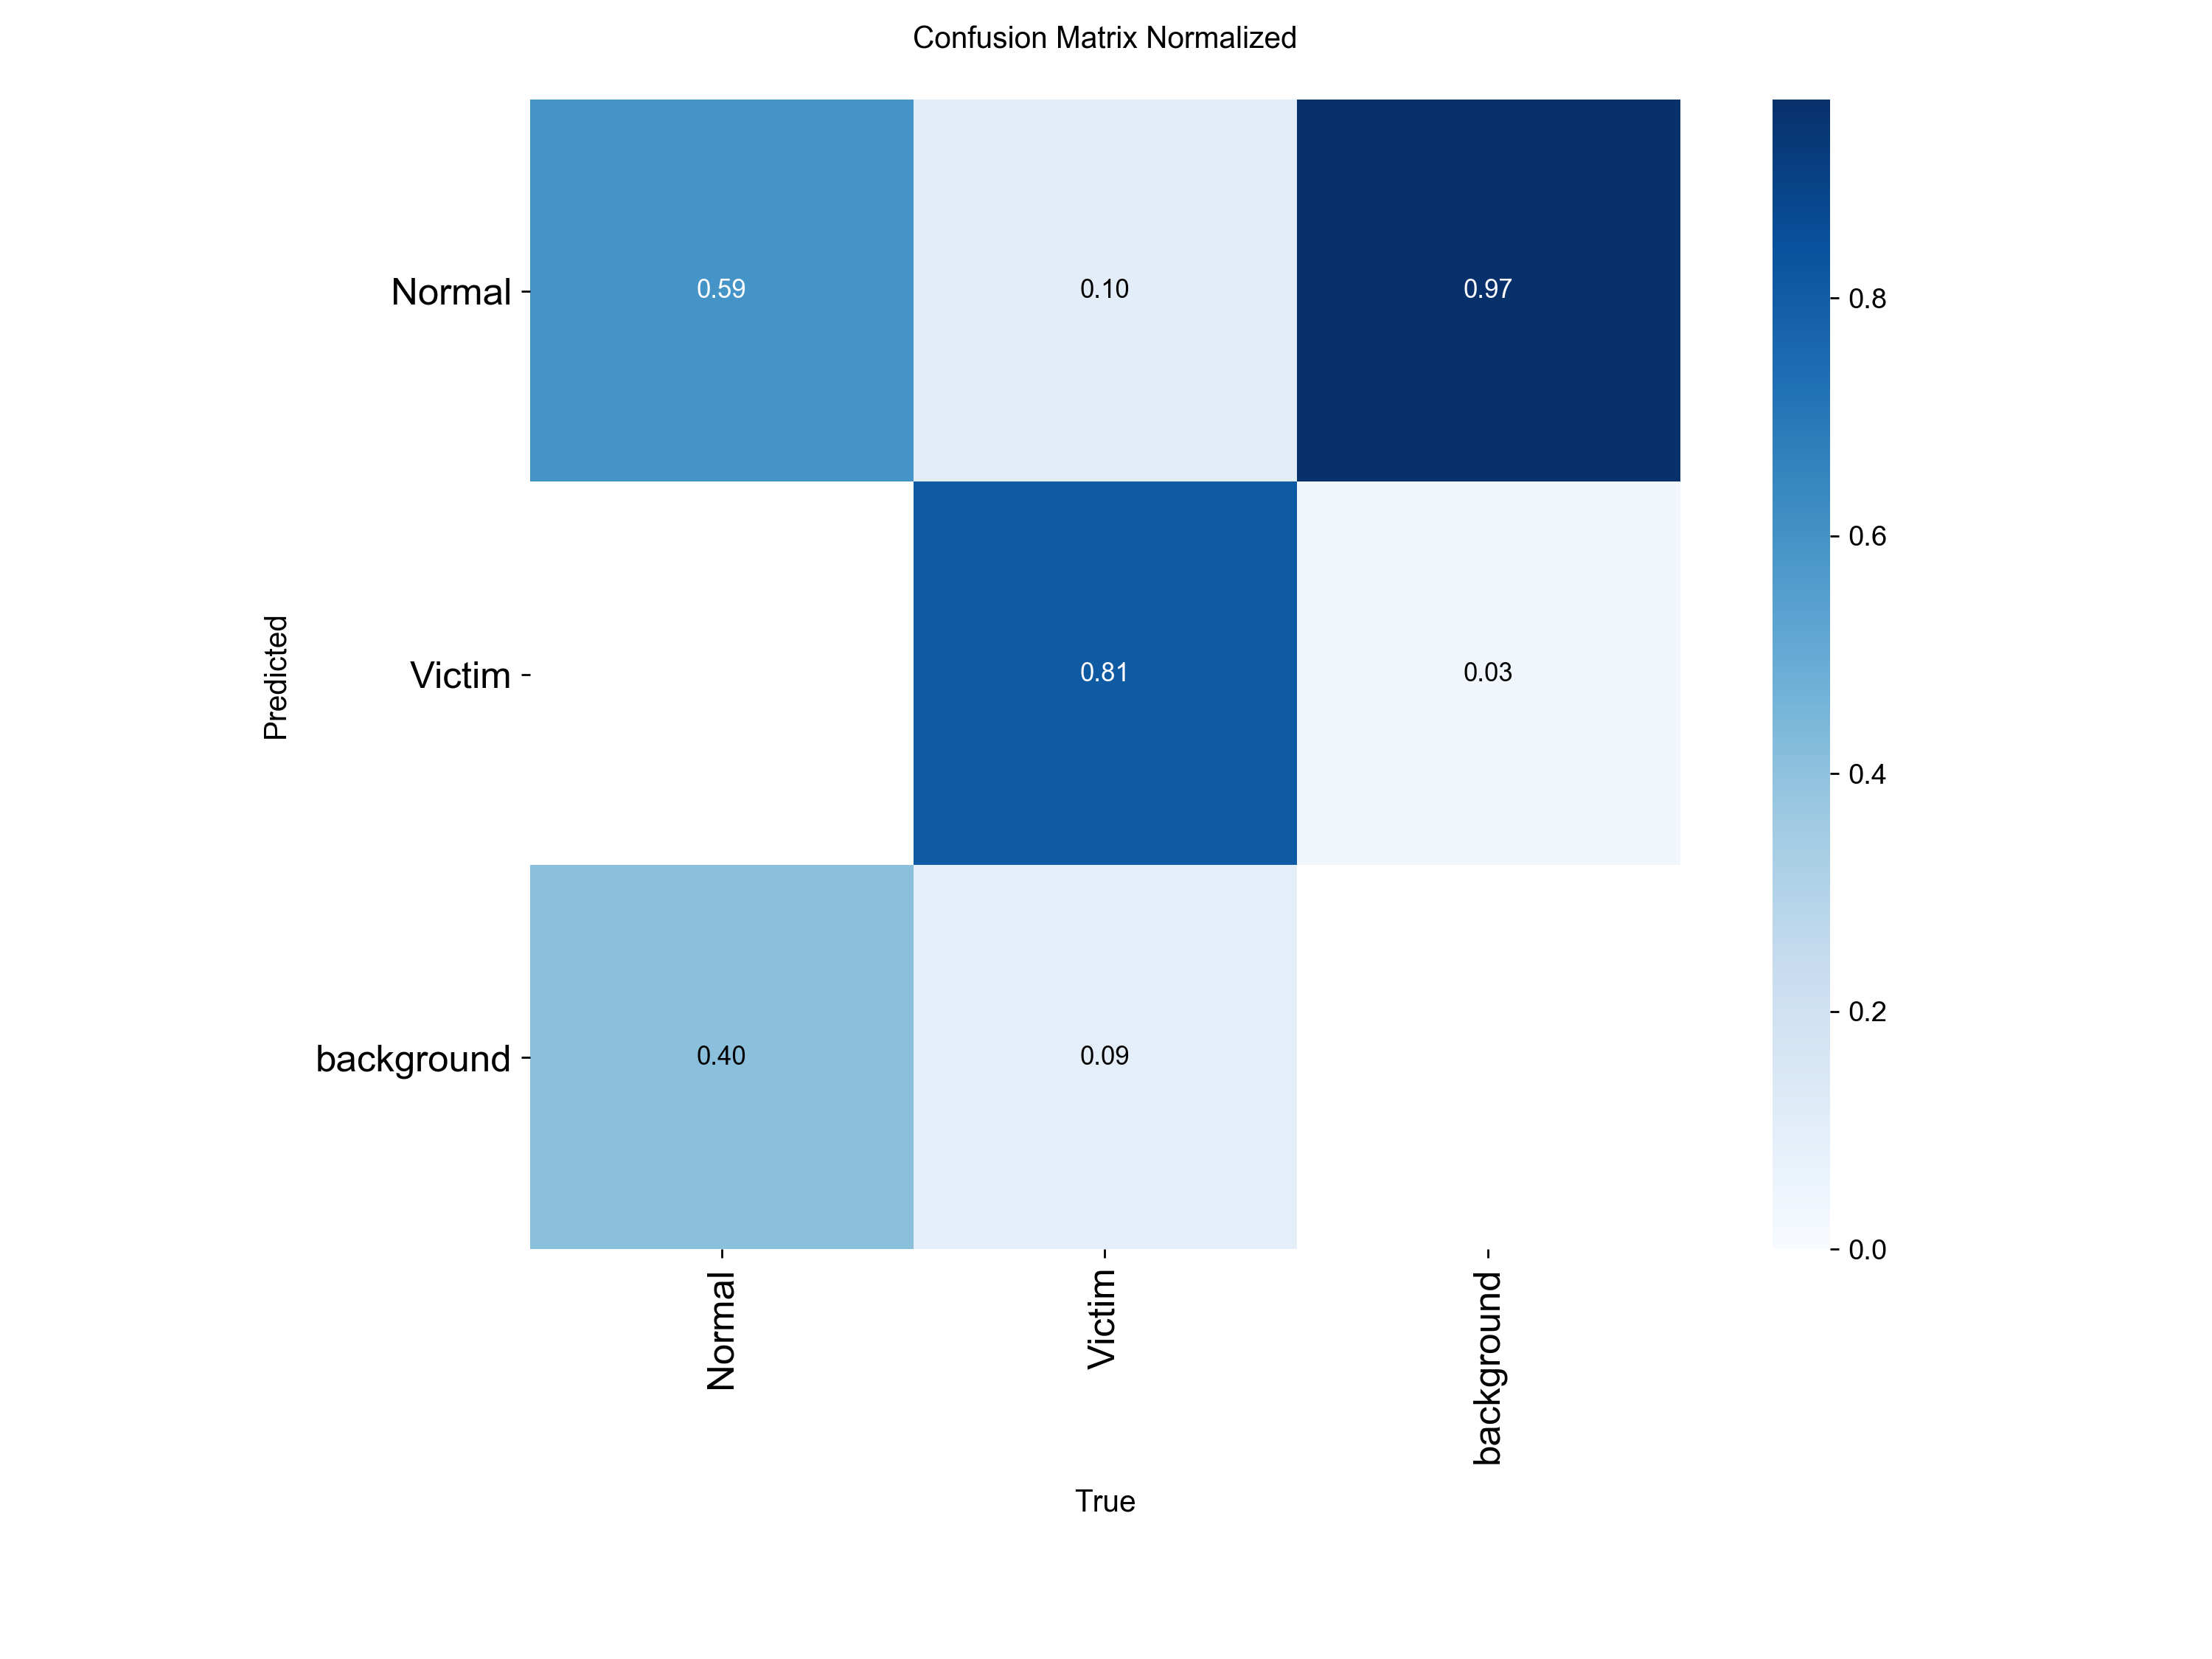 Confusion Matrix Normalized
Normal
0.59
0.10
0.97
0.8
0.6
Predicted
Victim
0.81
0.03
0.4
background
0.40
0.09
0.2
0.0
Normal
Victim
background
True